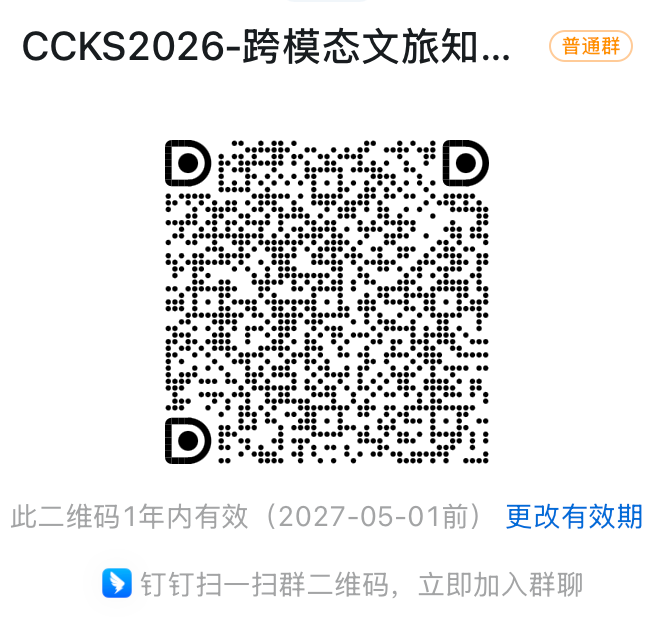 CCKS2026-跨模态文旅知...
普通群
此二维码1年内有效（2027-05-01前） 更改有效期
钉钉扫一扫群二维码，立即加入群聊